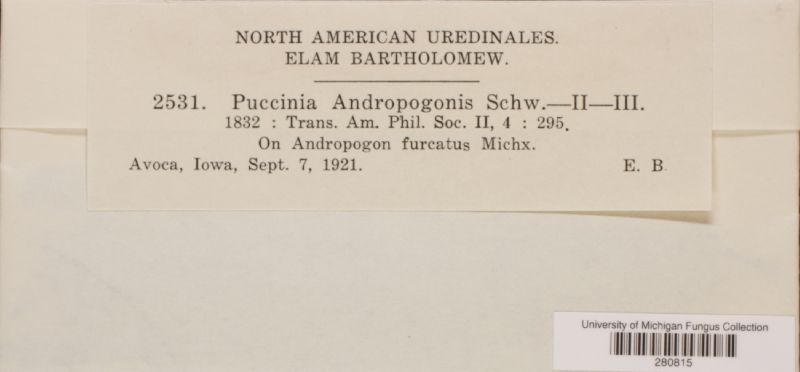 NORTH AMERICAN UREDINALES.
ELAM BARTHOLOMEW.
2531. Puccinia Andropogonis Schw.—II—III.
1832 : Trans. Am. Phil. Soc. II, 4 : 295.
On Andropogon furcatus Michx.
Avoca, Iowa, Sept. 7, 1921. E. B.
University of Michigan Fungus Collection
280815